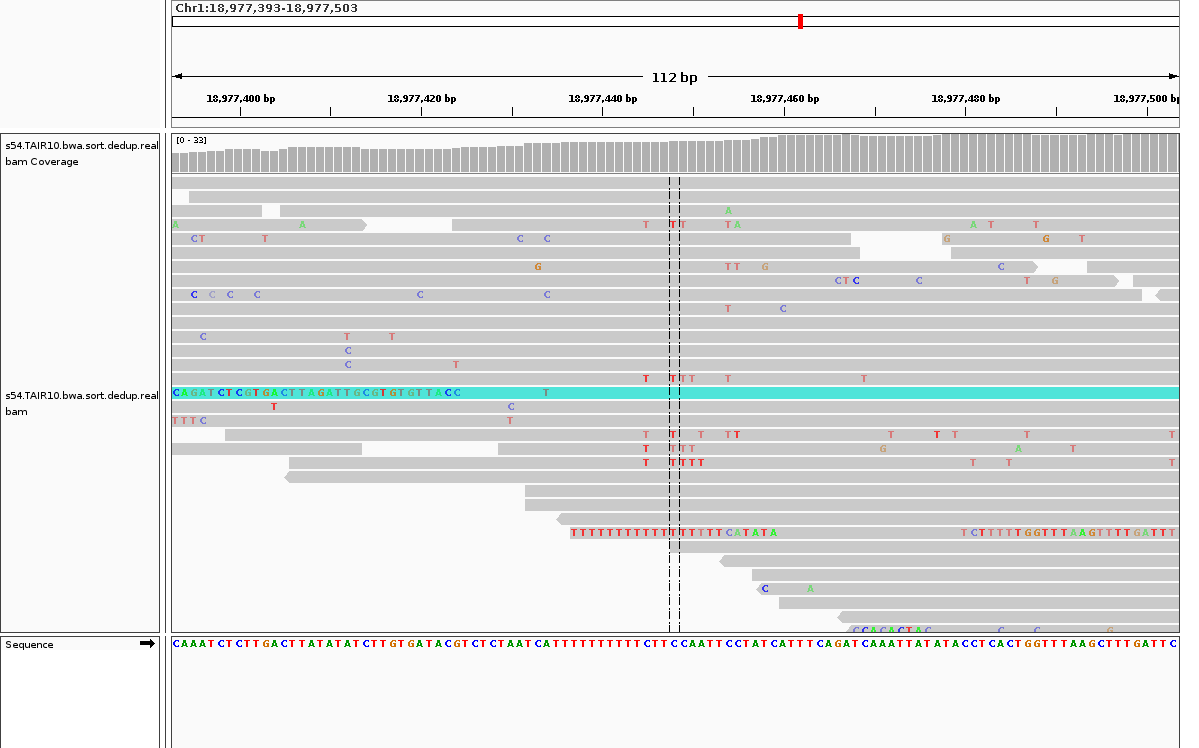 Chr1:18,977,393-18,977,503
112 bp
18,977,400 bp 18,977,420 bp 18,977,440 bp 18,977,460 bp 18,977,480 bp 18,977,500 bp
s54.TAIR10.bwa.sort.dedup.real
bam Coverage
[0 - 33]
A
A A T T T T A A T T
C T T C C G G T
G T T G C
C T C C T G
C C C C C C
T C
C T T
C
C T
T T T T T T
s54.TAIR10.bwa.sort.dedup.real
bam
CAGATCTCGTGACTTAGATTGCGTGTGTTACC T
T C
T T T C T
T T T T T T T T T T
T T T T G A T
T T T T T T T T
TTTTTTTTTTTTTTTTTCATATA TCTTTTTGGTTTAAGTTTTGATTT
C A
C C A C A C T A C C C G
Sequence
CAAATCTCTTGACTTATATATCTTGTGATACGTCTCTAATCATTTTTTTTTTCTTCCAATTCCTATCATTTCAGATCAAATTATATACCTCACTGGTTTAAGCTTTGATTC